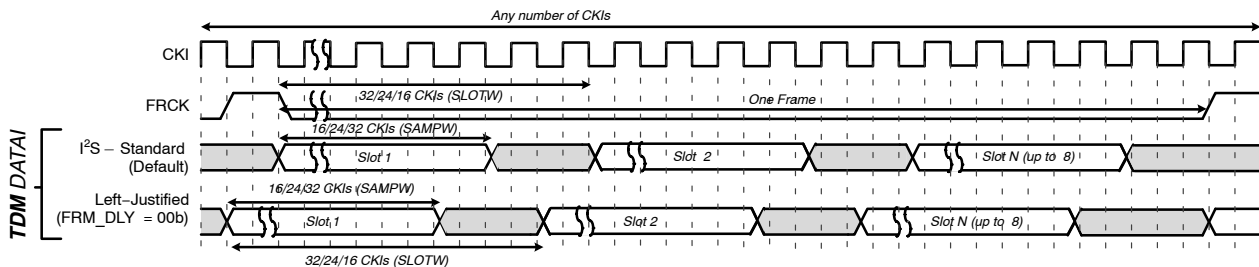 Any number of CKIs
CKI
32/24/16 CKIs (SLOTW)
FRCK
One Frame
16/24/32 CKIs (SAMPW)
TDM DATAI
I²S – Standard
(Default)
Slot 1
Slot 2
Slot N (up to 8)
16/24/32 CKIs (SAMPW)
Left–Justified
(FRM_DLY = 00b)
Slot 1
Slot 2
Slot N (up to 8)
32/24/16 CKIs (SLOTW)